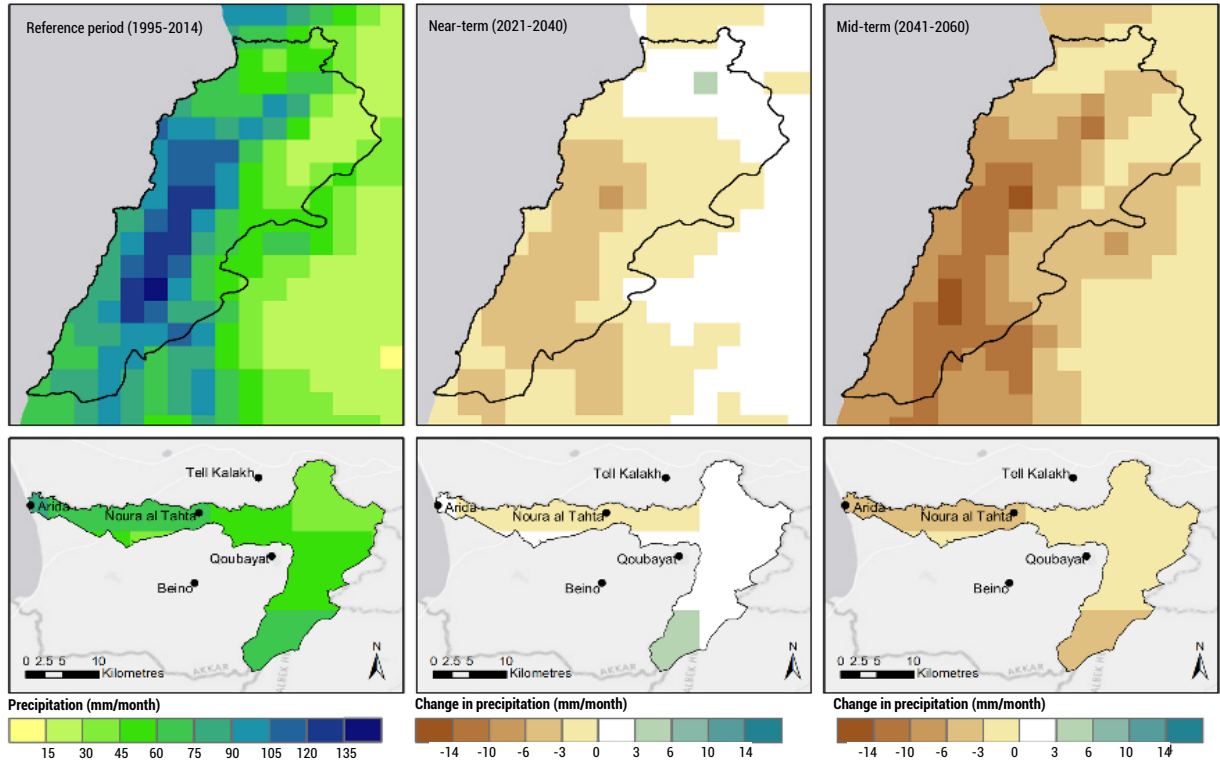 Reference period (1995-2014)
Near-term (2021-2040)
Mid-term (2041-2060)
Tell Kalakh
Arida
Noura al Tahta
Qoubayat
Beino
N
0 2.5 5 10
Kilometres
Tell Kalakh
Arida
Noura al Tahta
Qoubayat
Beino
AKKAR
N
0 2.5 5 10
Kilometres
Tell Kalakh
Arida
Noura al Tahta
Qoubayat
Beino
AKKAR
N
0 2.5 5 10
Kilometres
Precipitation (mm/month)
15 30 45 75 90 105 120 135
Change in precipitation (mm/month)
-14 -10 -6 -3 0 3 6 10 14
Change in precipitation (mm/month)
-14 -10 -6 -3 0 3 6 10 14